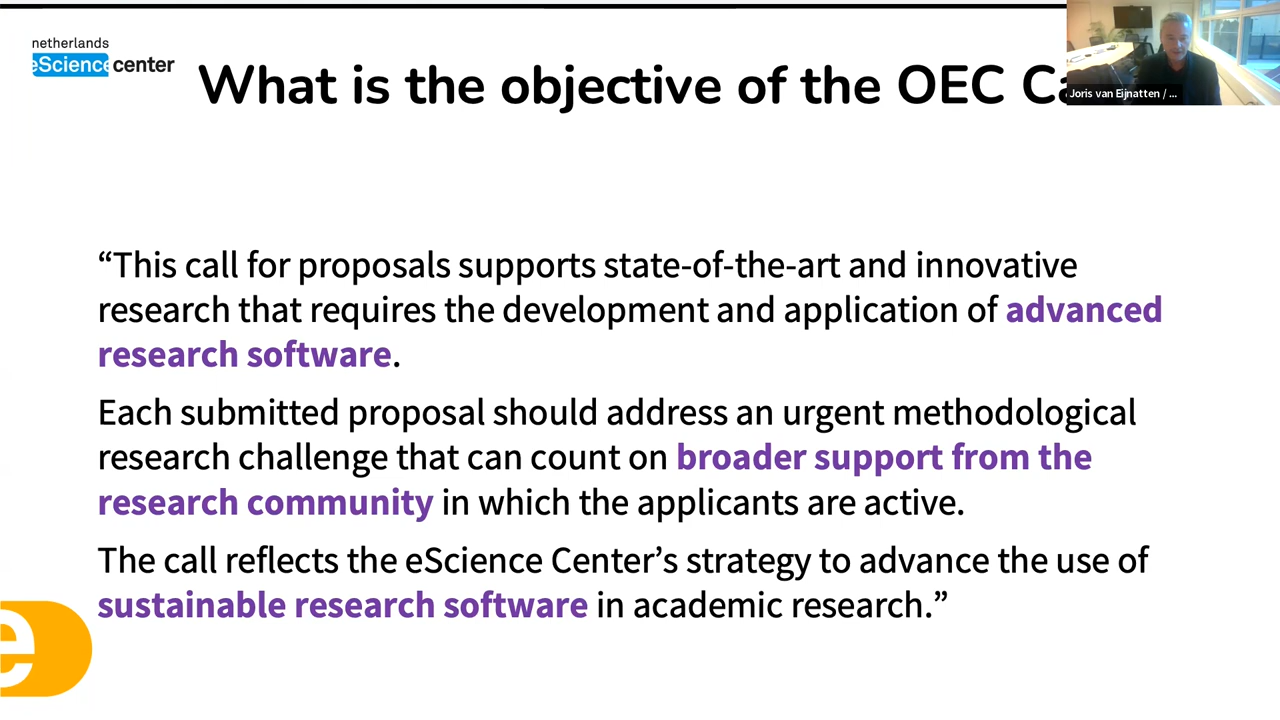 netherlands
eScience center
What is the objective of the OEC Ca
Joris van Eijnatten / ...
“This call for proposals supports state-of-the-art and innovative
research that requires the development and application of advanced
research software.
Each submitted proposal should address an urgent methodological
research challenge that can count on broader support from the
research community in which the applicants are active.
The call reflects the eScience Center’s strategy to advance the use of
sustainable research software in academic research.”
e